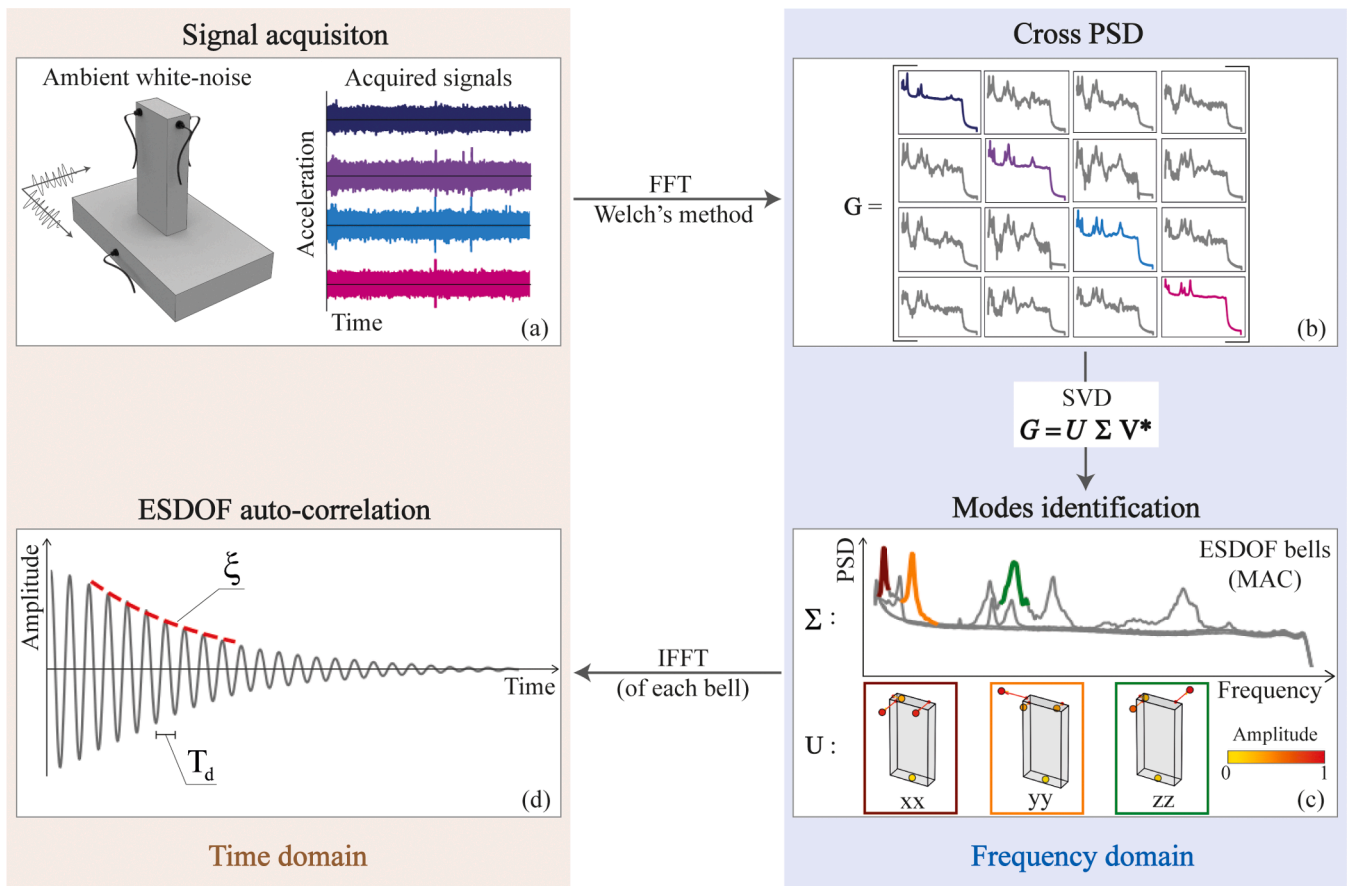 Signal acquisiton
Ambient white-noise
Acquired signals
Acceleration
Time
(a)
FFT
Welch's method
Cross PSD
G =
(b)
SVD
G = U Σ V*
Modes identification
PSD
ESDOF bells
(MAC)
Σ :
Frequency
U :
xx
yy
zz
Amplitude
0
1
(c)
IFFT
(of each bell)
ESDOF auto-correlation
Amplitude
ξ
Time
T_d
(d)
Time domain
Frequency domain